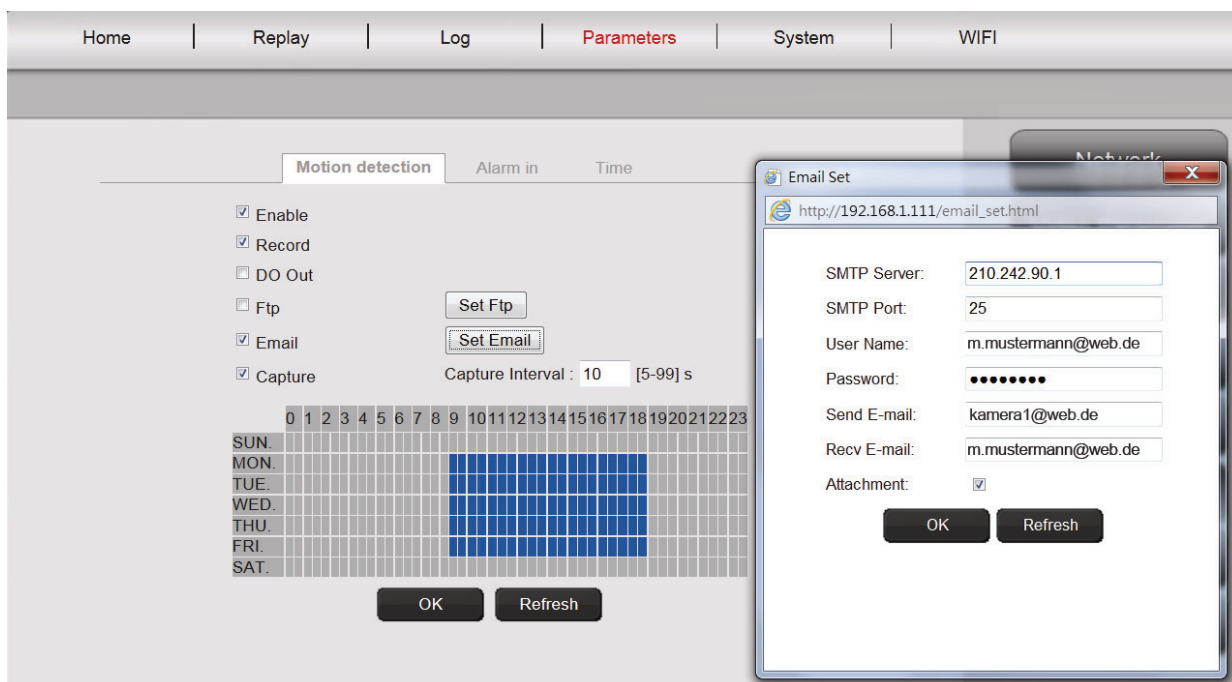 Home Replay Log Parameters System WIFI
Network
Motion detection Alarm in Time
Enable
Record
DO Out
Ftp Set Ftp
Email Set Email
Capture Capture Interval : 10 [5-99] s
0 1 2 3 4 5 6 7 8 9 10 11 12 13 14 15 16 17 18 19 20 21 22 23
SUN.
MON.
TUE.
WED.
THU.
FRI.
SAT.
OK Refresh
Email Set X
http://192.168.1.111/email_set.html
SMTP Server: 210.242.90.1
SMTP Port: 25
User Name: m.mustermann@web.de
Password: ●●●●●●●●
Send E-mail: kamera1@web.de
Recv E-mail: m.mustermann@web.de
Attachment:
OK Refresh